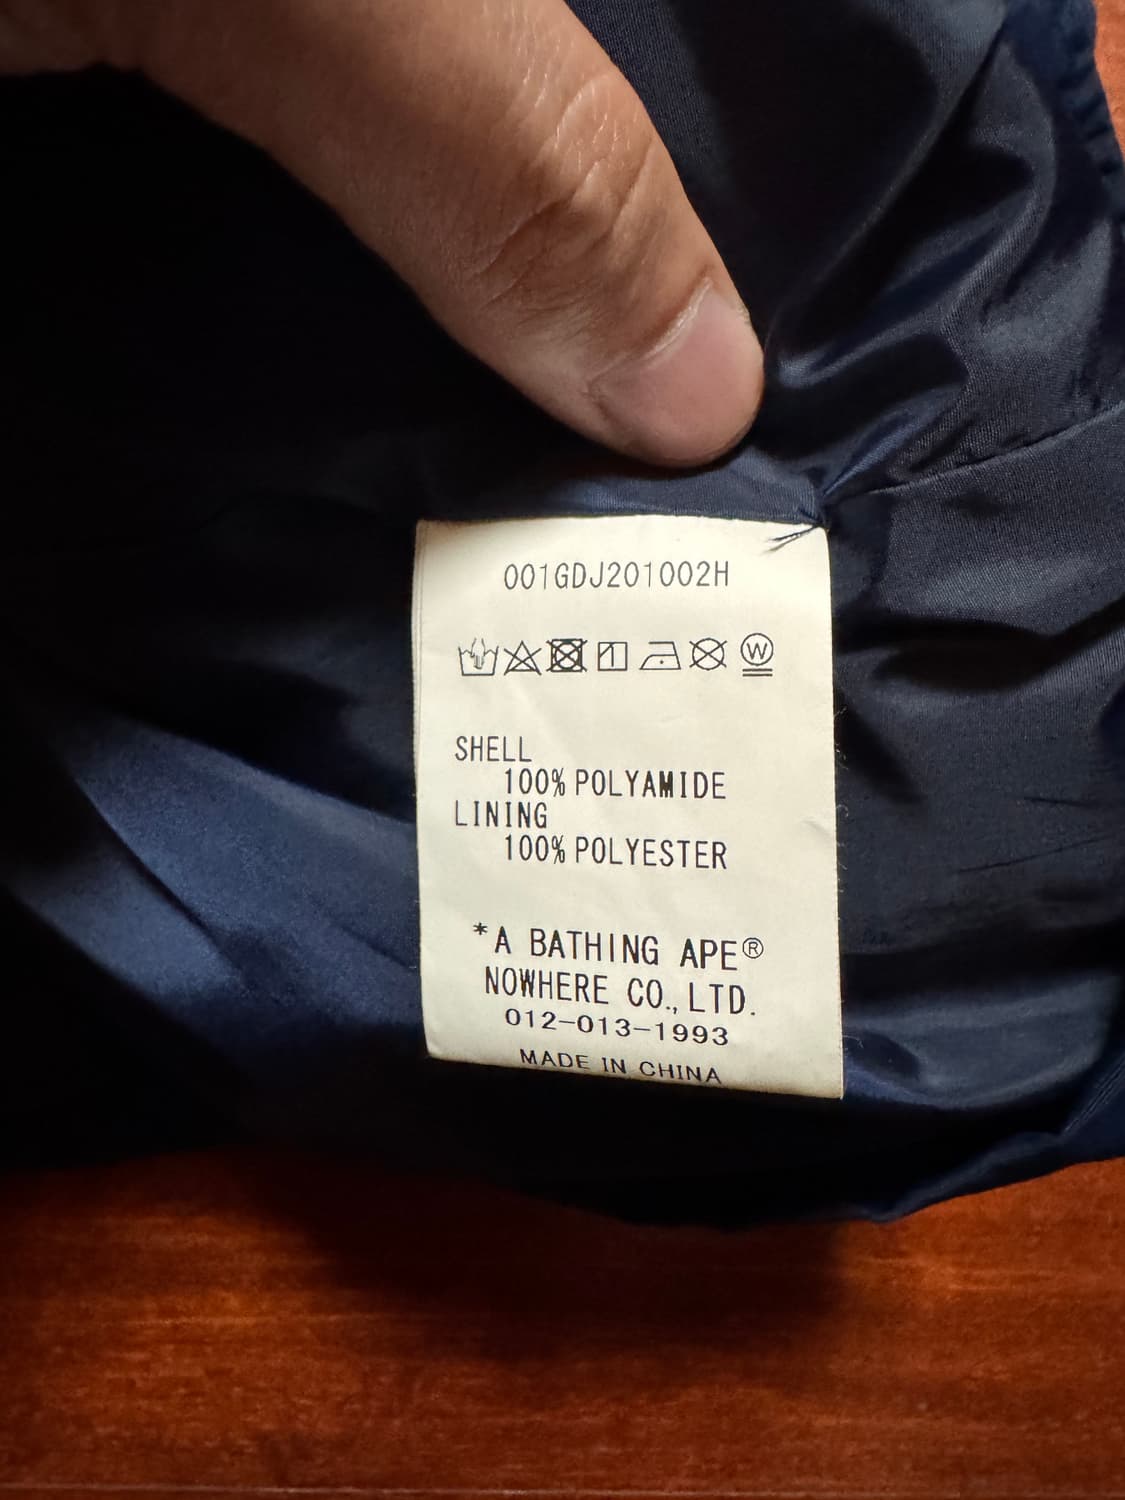 001GDJ201002H
W
SHELL
100% POLYAMIDE
LINING
100% POLYESTER
*A BATHING APE®
NOWHERE CO.,LTD.
012-013-1993
MADE IN CHINA